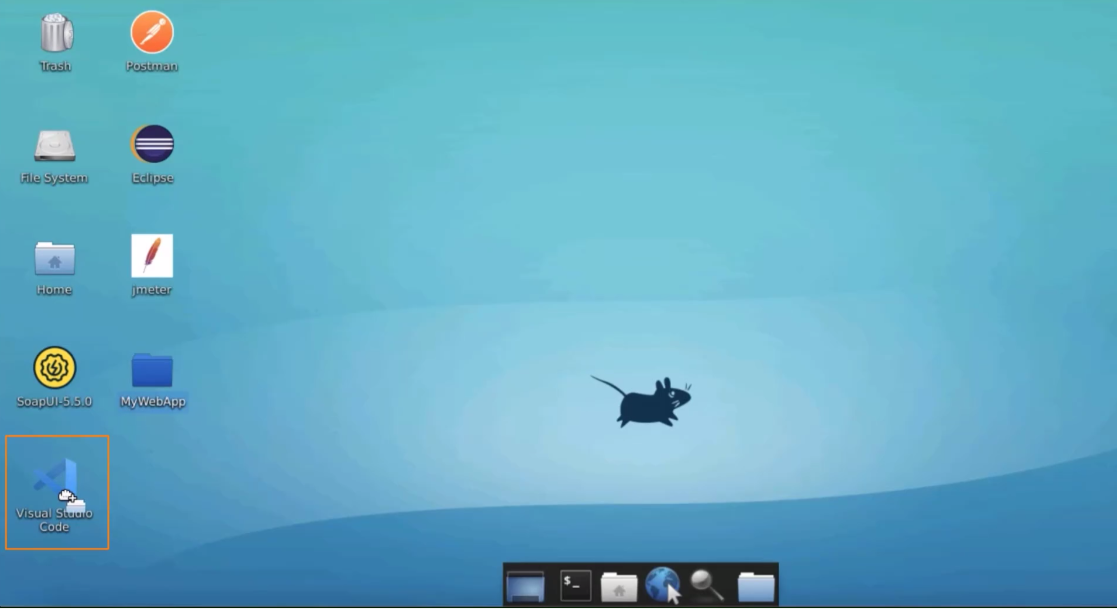 Trash
Postman
File System
Eclipse
Home
jmeter
SoapUI-5.5.0
MyWebApp
Visual Studio
Code
$_